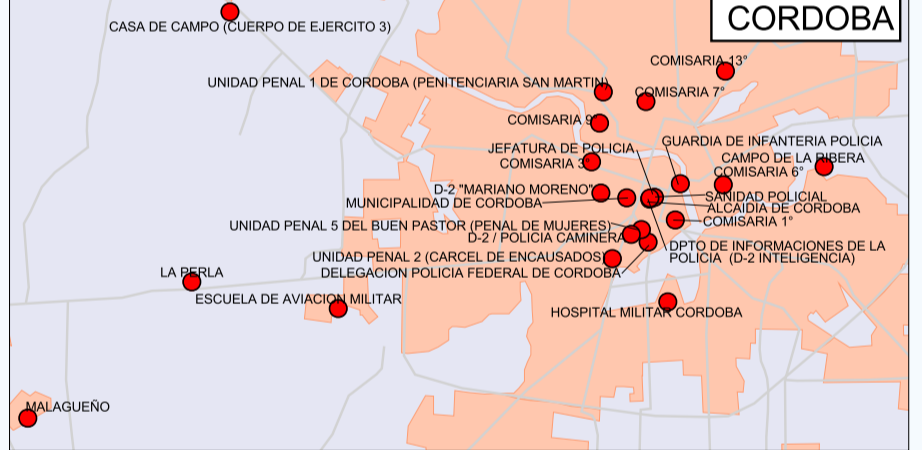 CORDOBA
CASA DE CAMPO (CUERPO DE EJERCITO 3)
COMISARIA 13°
UNIDAD PENAL 1 DE CORDOBA (PENITENCIARIA SAN MARTIN)
COMISARIA 7°
COMISARIA 9°
GUARDIA DE INFANTERIA POLICIA
JEFATURA DE POLICIA
CAMPO DE LA RIBERA
COMISARIA 3°
COMISARIA 6°
D-2 "MARIANO MORENO"
SANIDAD POLICIAL
MUNICIPALIDAD DE CORDOBA
ALCAIDIA DE CORDOBA
COMISARIA 1°
UNIDAD PENAL 5 DEL BUEN PASTOR (PENAL DE MUJERES)
D-2 / POLICIA CAMINERA
DPTO DE INFORMACIONES DE LA
POLICIA (D-2 INTELIGENCIA)
UNIDAD PENAL 2 (CARCEL DE ENCAUSADOS)
DELEGACION POLICIA FEDERAL DE CORDOBA
LA PERLA
ESCUELA DE AVIACION MILITAR
HOSPITAL MILITAR CORDOBA
MALAGUEÑO